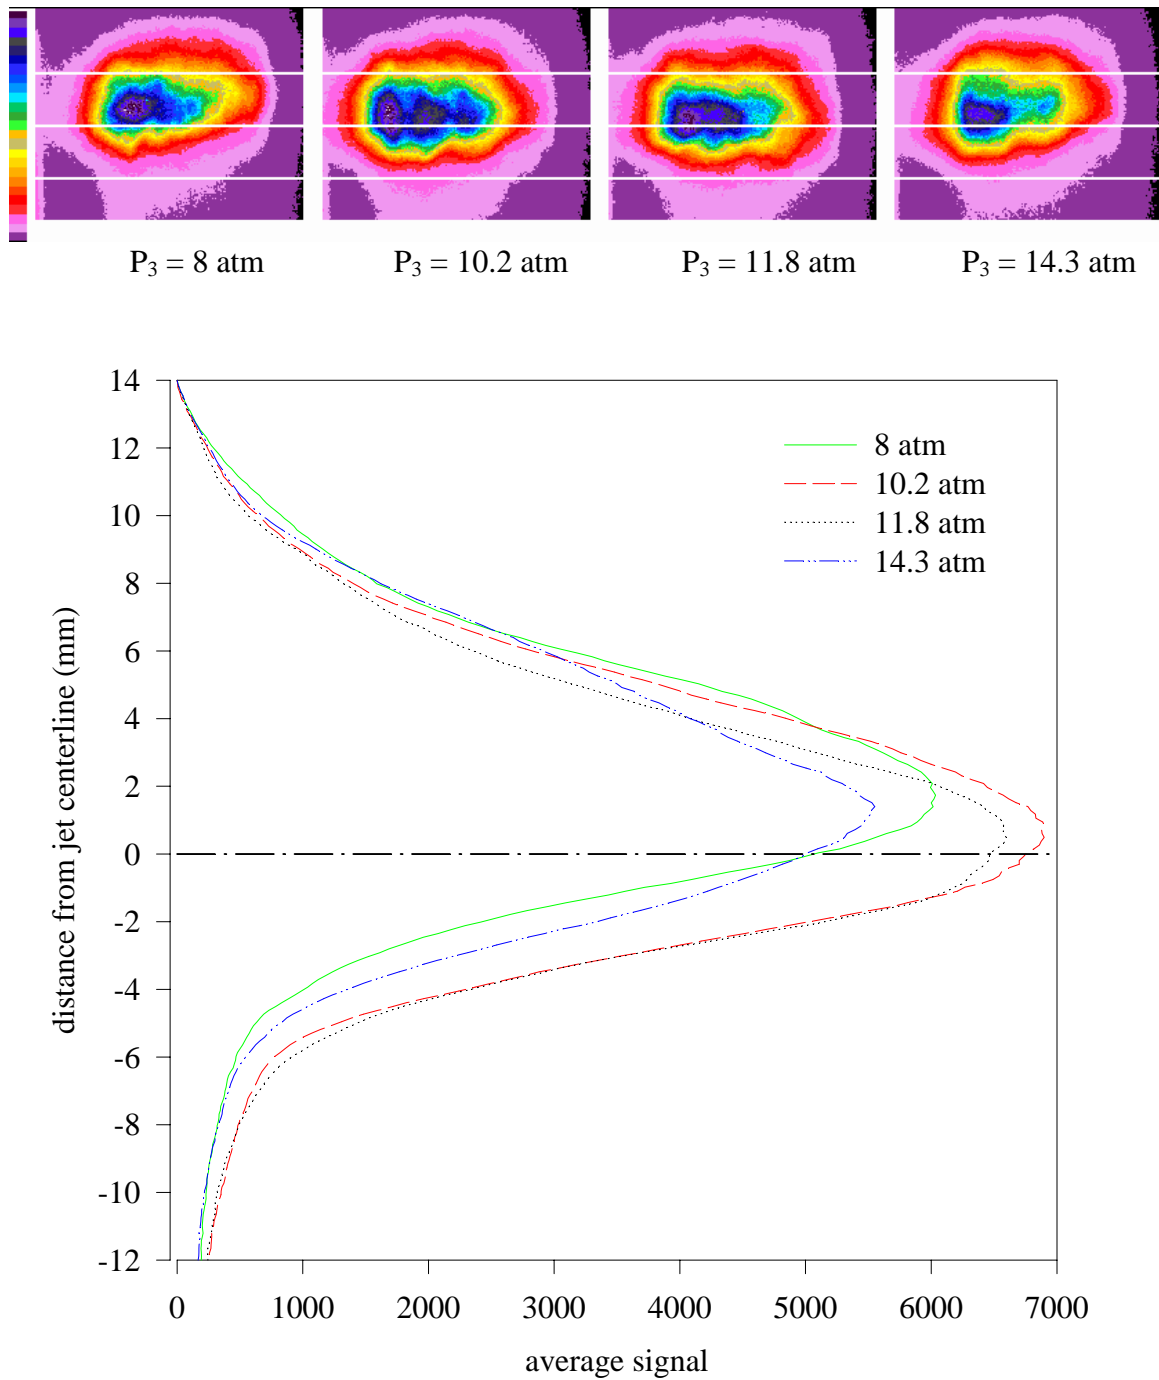 P₃ = 8 atm P₃ = 10.2 atm P₃ = 11.8 atm P₃ = 14.3 atm
14
12
10
8
6
4
2
0
-2
-4
-6
-8
-10
-12
distance from jet centerline (mm)
8 atm
10.2 atm
11.8 atm
14.3 atm
0 1000 2000 3000 4000 5000 6000 7000
average signal